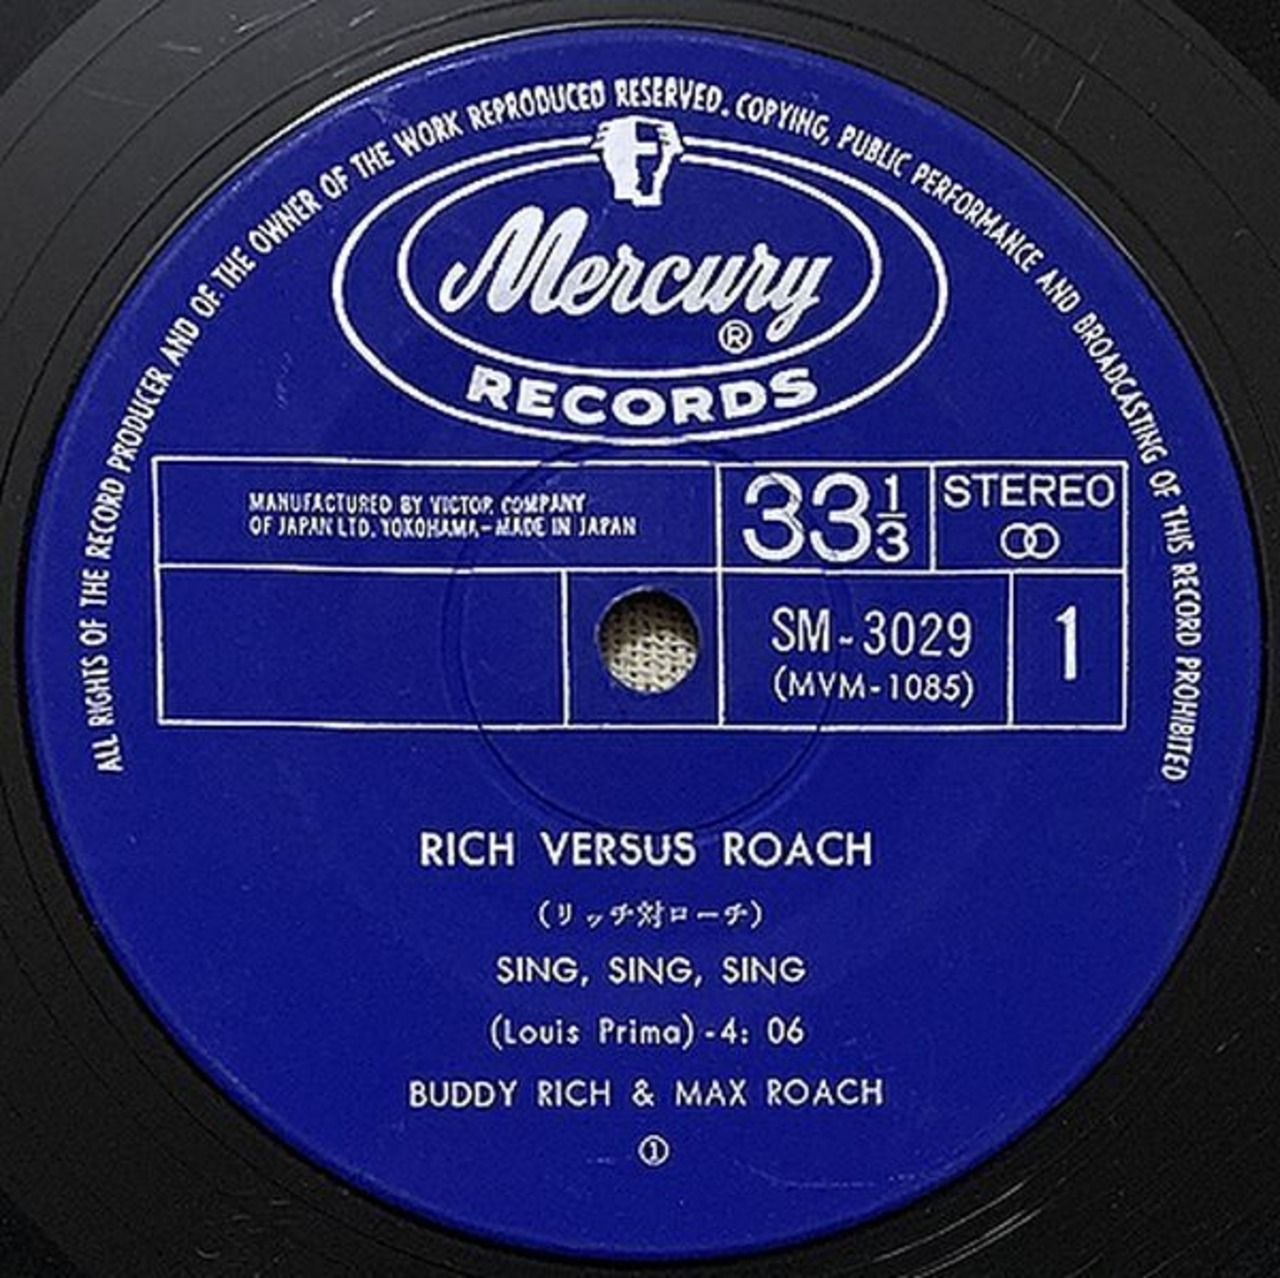 ALL RIGHTS OF THE RECORD PRODUCER AND OF THE OWNER OF THE WORK REPRODUCED RESERVED. COPYING, PUBLIC PERFORMANCE AND BROADCASTING OF THIS RECORD PROHIBITED
Mercury
®
RECORDS
MANUFACTURED BY VICTOR COMPANY
OF JAPAN LTD. YOKOHAMA-MADE IN JAPAN
33 1/3
STEREO
SM-3029
(MVM-1085)
1
RICH VERSUS ROACH
(リッチ対ローチ)
SING, SING, SING
(Louis Prima)-4: 06
BUDDY RICH & MAX ROACH
①